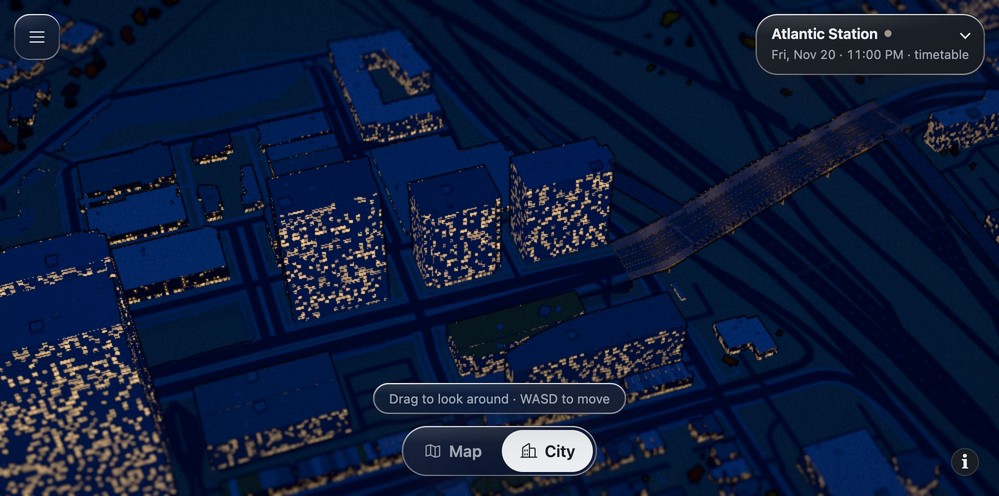 Atlantic Station
Fri, Nov 20 · 11:00 PM · timetable
Drag to look around · WASD to move
Map
City
i